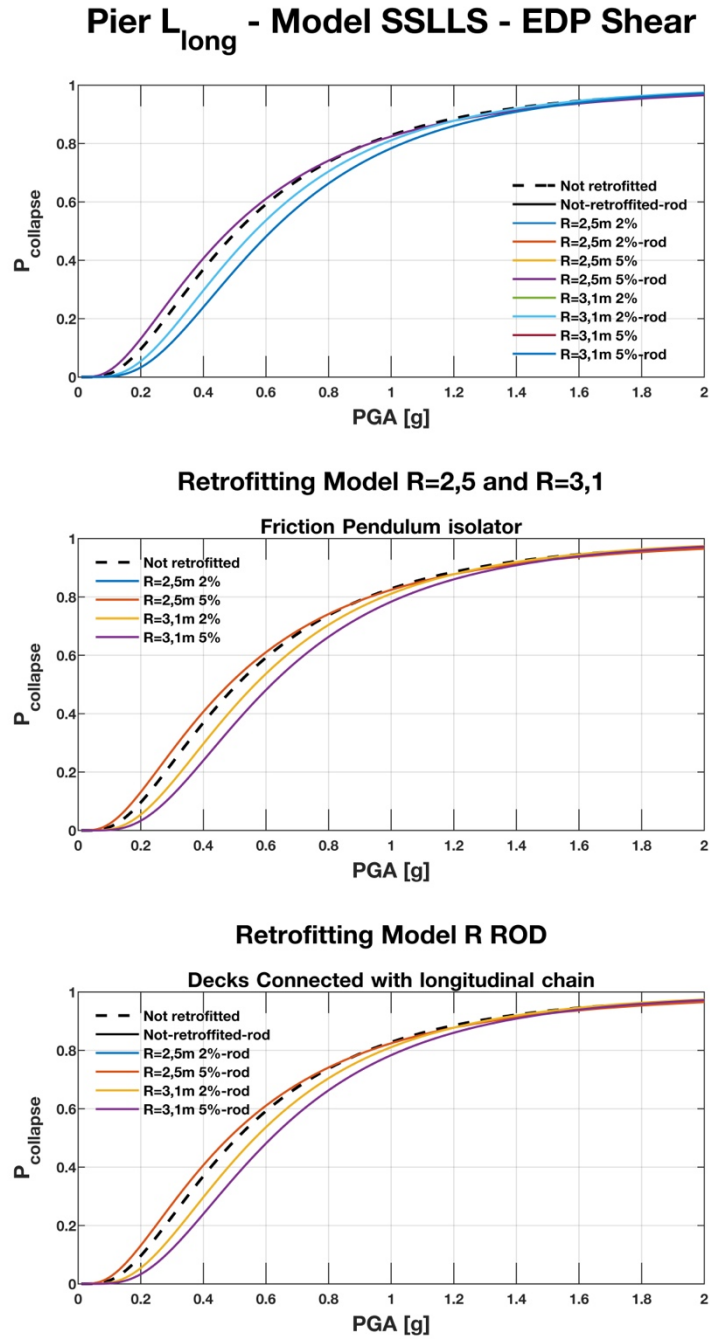 Pier L_long - Model SSLLS - EDP Shear
1
0.8
0.6
0.4
0.2
0
P_collapse
Not retrofitted
Not-retroffited-rod
R=2,5m 2%
R=2,5m 2%-rod
R=2,5m 5%
R=2,5m 5%-rod
R=3,1m 2%
R=3,1m 2%-rod
R=3,1m 5%
R=3,1m 5%-rod
0 0.2 0.4 0.6 0.8 1 1.2 1.4 1.6 1.8 2
PGA [g]
Retrofitting Model R=2,5 and R=3,1
Friction Pendulum isolator
1
0.8
0.6
0.4
0.2
0
P_collapse
Not retrofitted
R=2,5m 2%
R=2,5m 5%
R=3,1m 2%
R=3,1m 5%
0 0.2 0.4 0.6 0.8 1 1.2 1.4 1.6 1.8 2
PGA [g]
Retrofitting Model R ROD
Decks Connected with longitudinal chain
1
0.8
0.6
0.4
0.2
0
P_collapse
Not retrofitted
Not-retroffited-rod
R=2,5m 2%-rod
R=2,5m 5%-rod
R=3,1m 2%-rod
R=3,1m 5%-rod
0 0.2 0.4 0.6 0.8 1 1.2 1.4 1.6 1.8 2
PGA [g]